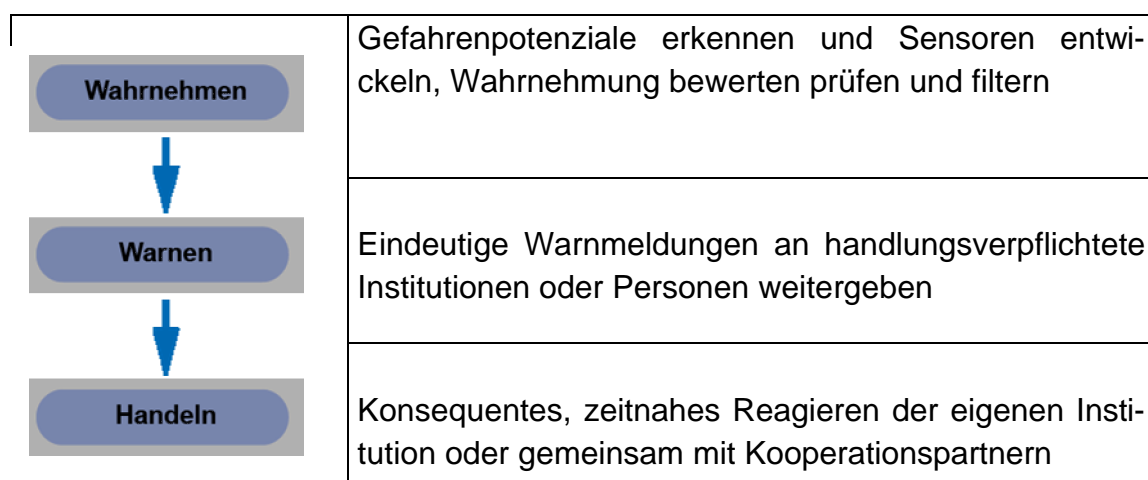 Wahrnehmen
Gefahrenpotenziale erkennen und Sensoren entwi-
ckeln, Wahrnehmung bewerten prüfen und filtern
Warnen
Eindeutige Warnmeldungen an handlungsverpflichtete
Institutionen oder Personen weitergeben
Handeln
Konsequentes, zeitnahes Reagieren der eigenen Insti-
tution oder gemeinsam mit Kooperationspartnern